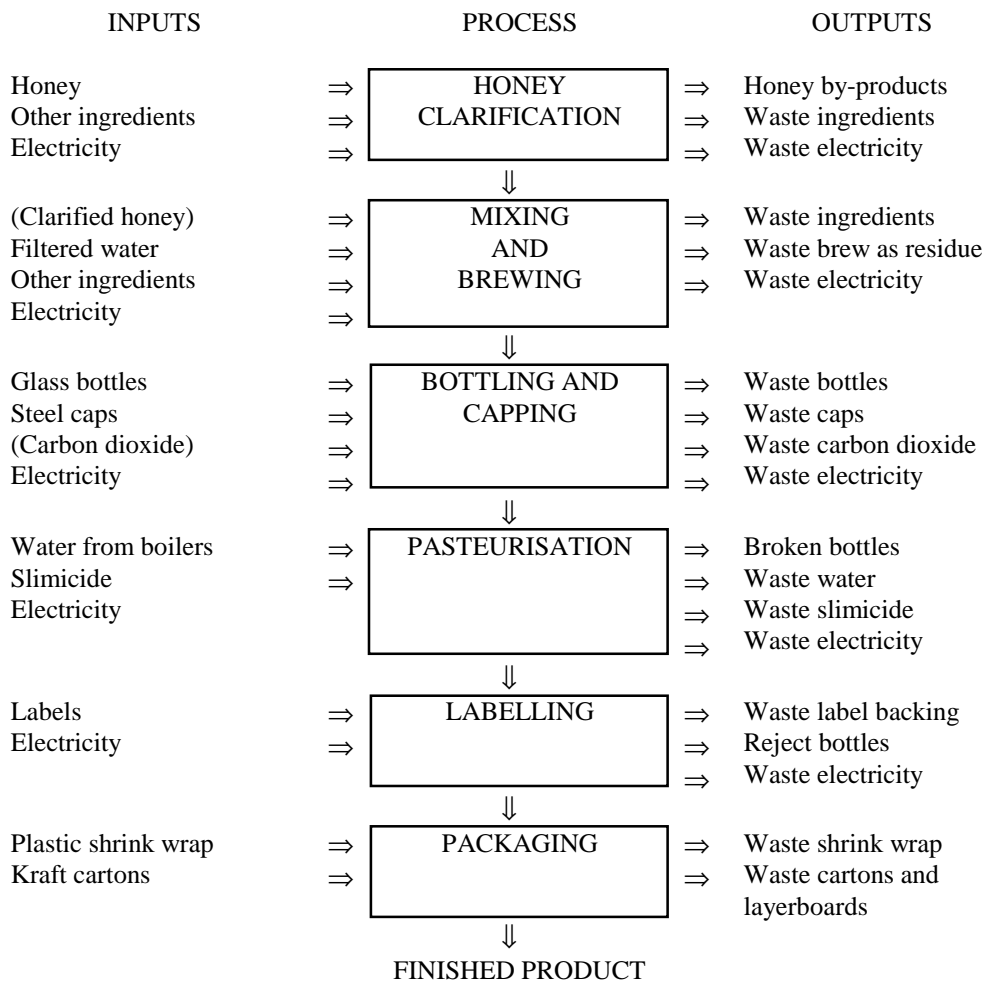 INPUTS PROCESS OUTPUTS
Honey ⇒ HONEY ⇒ Honey by-products
Other ingredients ⇒ CLARIFICATION ⇒ Waste ingredients
Electricity ⇒ ⇒ Waste electricity
⇓
(Clarified honey) ⇒ MIXING ⇒ Waste ingredients
Filtered water ⇒ AND ⇒ Waste brew as residue
Other ingredients ⇒ BREWING ⇒ Waste electricity
Electricity ⇒
⇓
Glass bottles ⇒ BOTTLING AND ⇒ Waste bottles
Steel caps ⇒ CAPPING ⇒ Waste caps
(Carbon dioxide) ⇒ ⇒ Waste carbon dioxide
Electricity ⇒ ⇒ Waste electricity
⇓
Water from boilers ⇒ PASTEURISATION ⇒ Broken bottles
Slimicide ⇒ ⇒ Waste water
Electricity ⇒ Waste slimicide
⇒ Waste electricity
⇓
Labels ⇒ LABELLING ⇒ Waste label backing
Electricity ⇒ ⇒ Reject bottles
⇒ Waste electricity
⇓
Plastic shrink wrap ⇒ PACKAGING ⇒ Waste shrink wrap
Kraft cartons ⇒ ⇒ Waste cartons and
layerboards
⇓
FINISHED PRODUCT